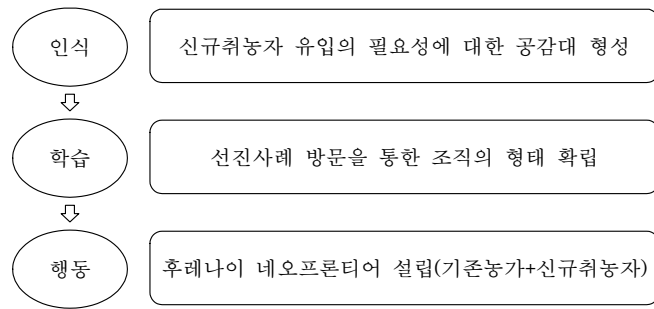 인식
신규취농자 유입의 필요성에 대한 공감대 형성
학습
선진사례 방문을 통한 조직의 형태 확립
행동
후레나이 네오프론티어 설립(기존농가+신규취농자)